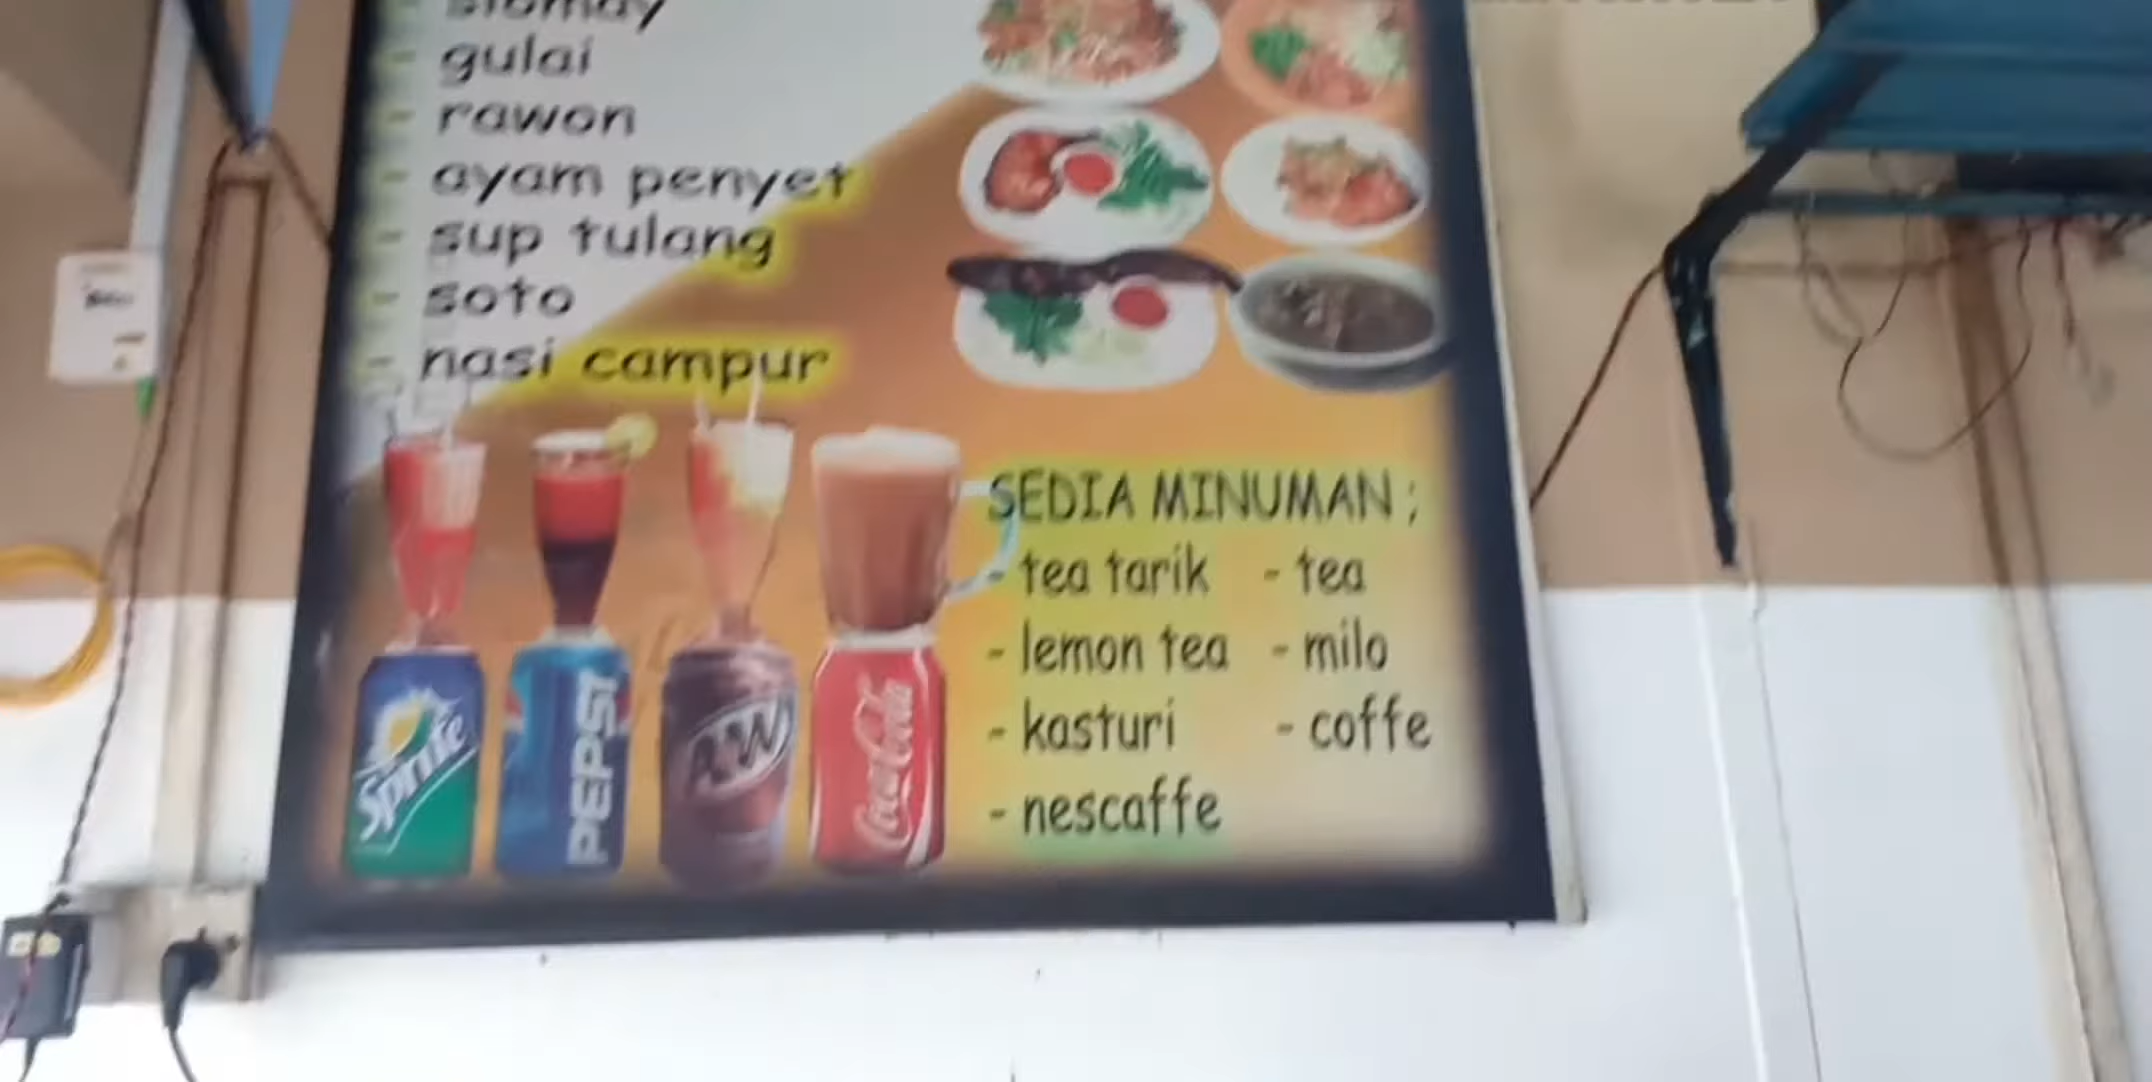 siomay
- gulai
- rawon
- ayam penyet
- sup tulang
- soto
- nasi campur
SEDIA MINUMAN ;
- tea tarik - tea
- lemon tea - milo
- kasturi - coffe
- nescaffe
Sprite
PEPSI
A&W
Coca-Cola